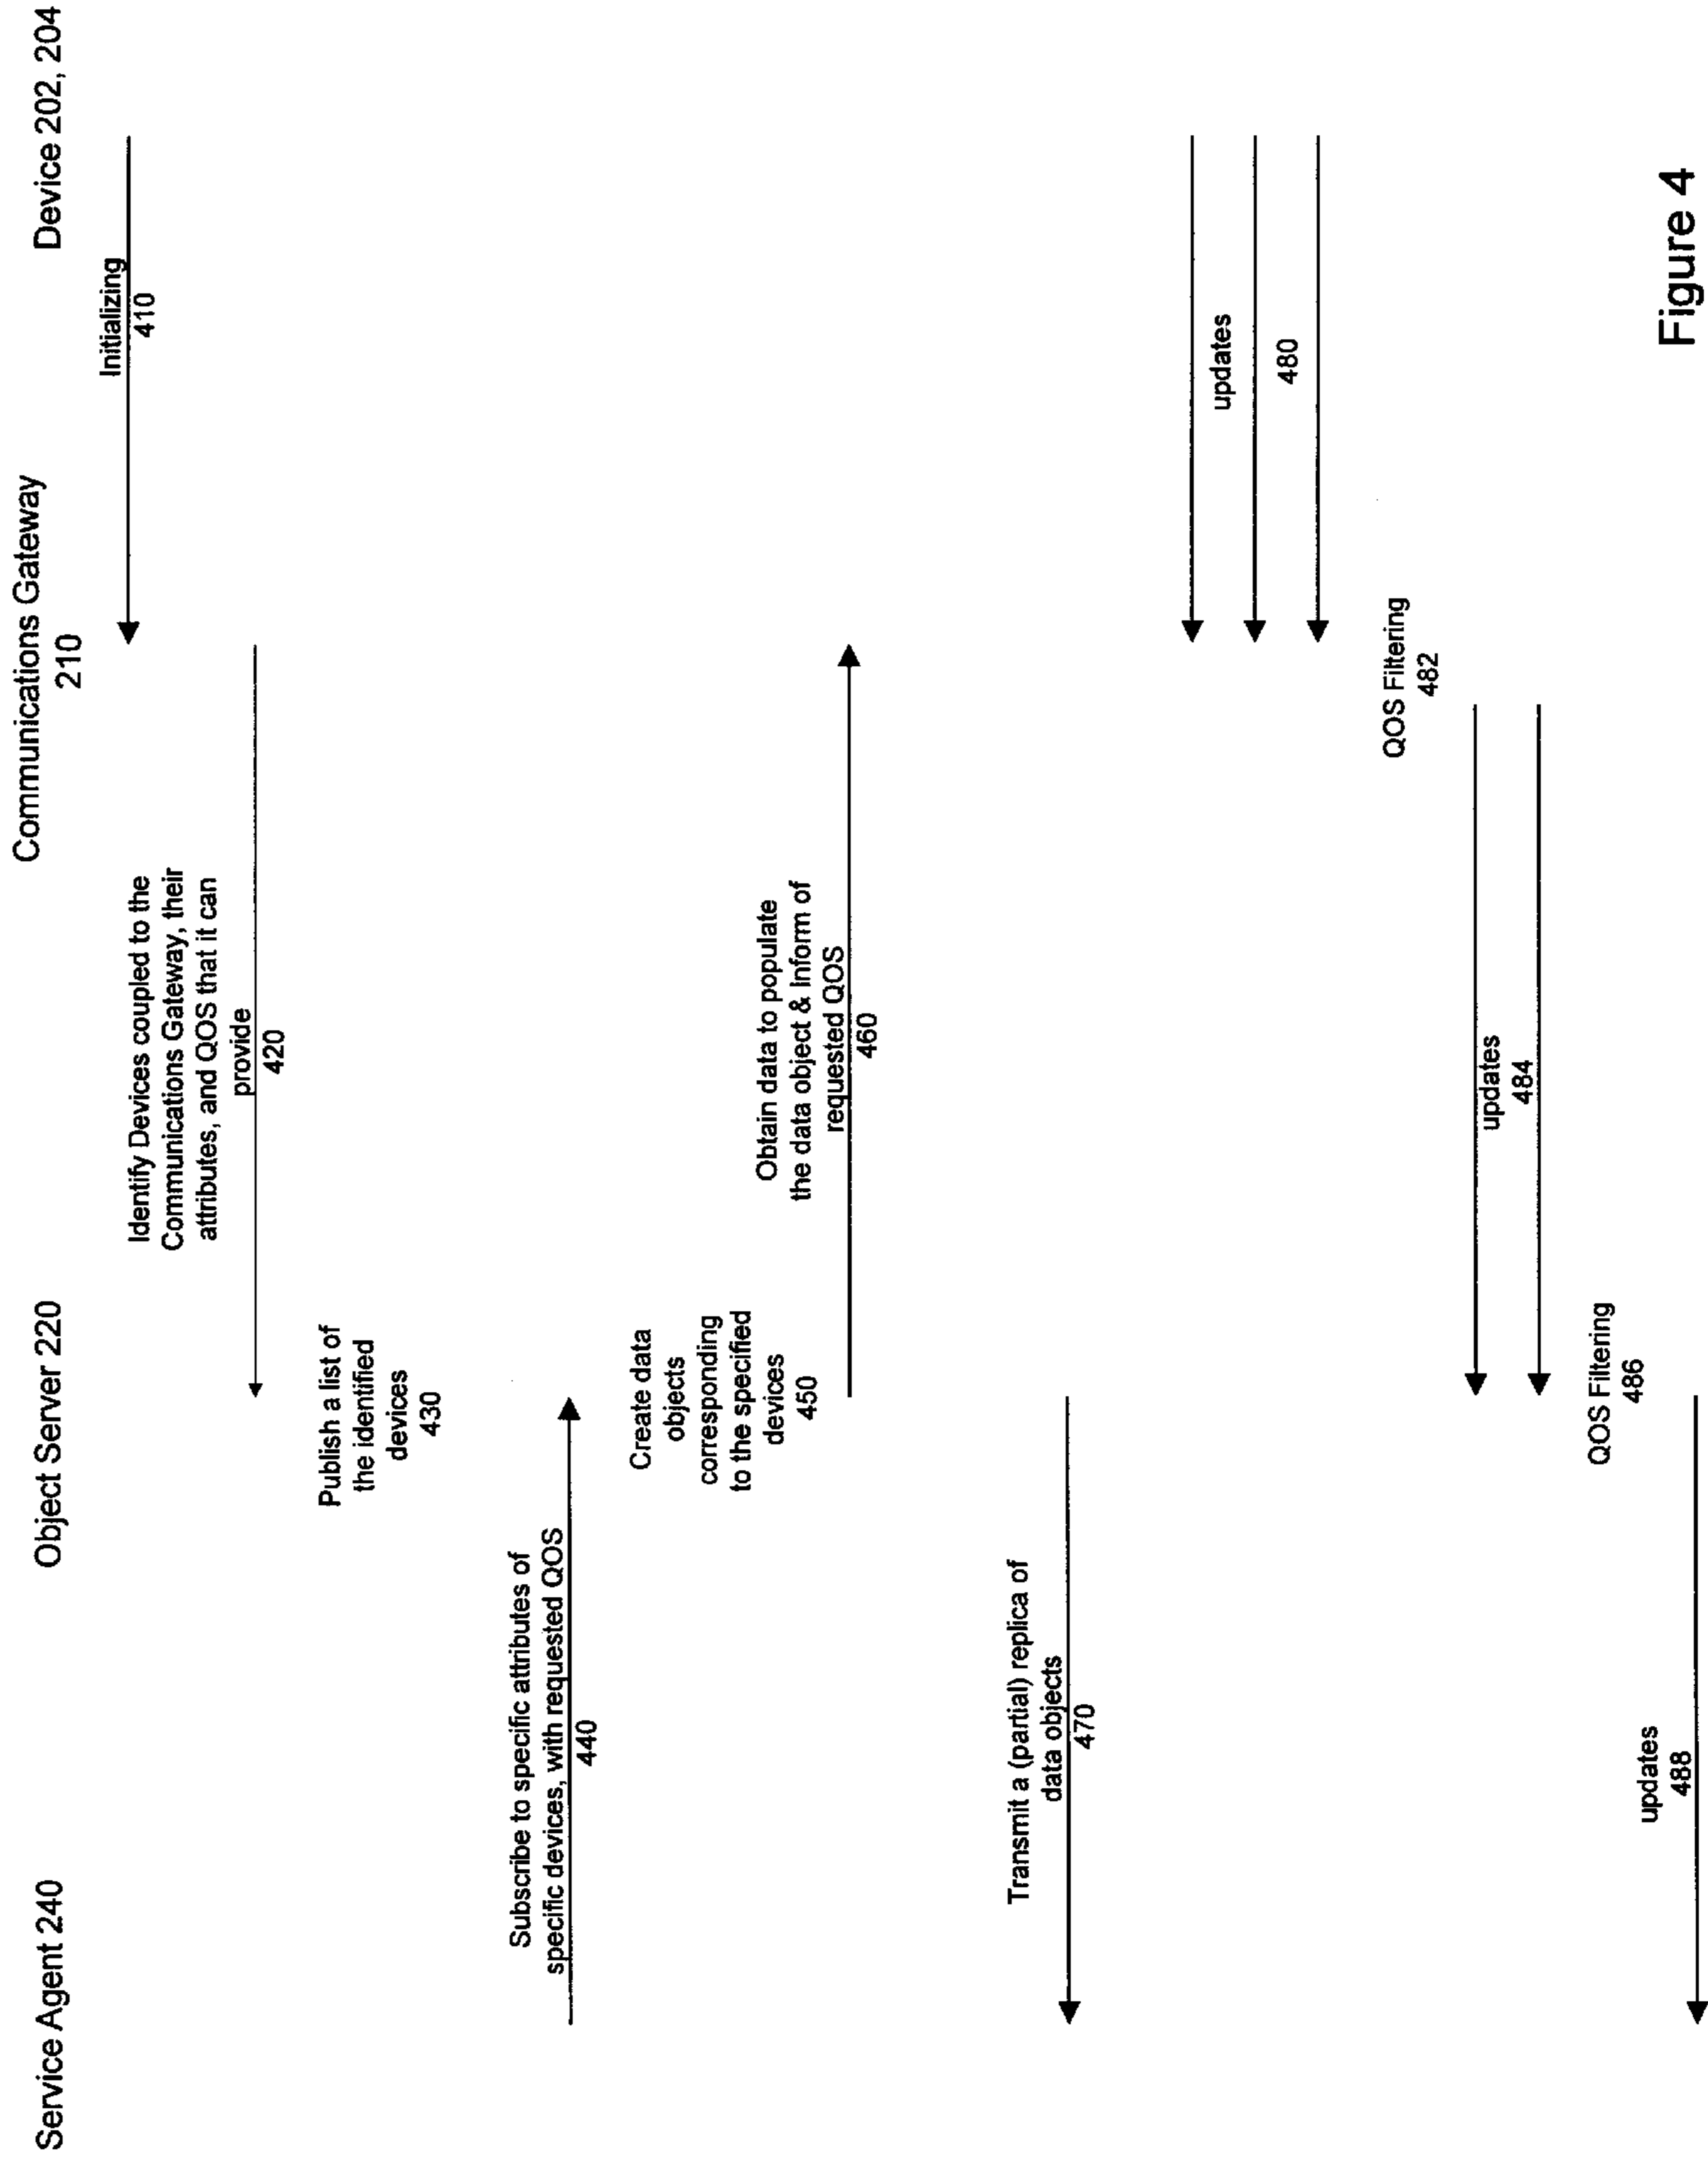 Service Agent 240
Object Server 220
Communications Gateway
210
Device 202, 204
Initializing
410
Identify Devices coupled to the
Communications Gateway, their
attributes, and QOS that it can
provide
420
Publish a list of
the identified
devices
430
Subscribe to specific attributes of
specific devices, with requested QOS
440
Create data
objects
corresponding
to the specified
devices
450
Obtain data to populate
the data object & Inform of
requested QOS
460
Transmit a (partial) replica of
data objects
470
updates
480
QOS Filtering
482
updates
484
QOS Filtering
486
updates
488
Figure 4